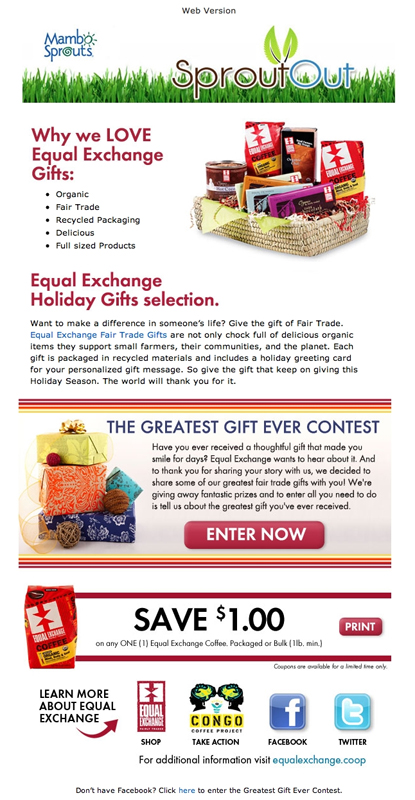 Web Version
Mambo
Sprouts
SproutOut
Why we LOVE
Equal Exchange
Gifts:
• Organic
• Fair Trade
• Recycled Packaging
• Delicious
• Full sized Products
Equal Exchange
Holiday Gifts selection.
Want to make a difference in someone's life? Give the gift of Fair Trade.
Equal Exchange Fair Trade Gifts are not only chock full of delicious organic
items they support small farmers, their communities, and the planet. Each
gift is packaged in recycled materials and includes a holiday greeting card
for your personalized gift message. So give the gift that keep on giving this
Holiday Season. The world will thank you for it.
THE GREATEST GIFT EVER CONTEST
Have you ever received a thoughtful gift that made you
smile for days? Equal Exchange wants to hear about it. And
to thank you for sharing your story with us, we decided to
share some of our greatest fair trade gifts with you! We're
giving away fantastic prizes and to enter all you need to do
is tell us about the greatest gift you've ever received.
ENTER NOW
EQUAL EXCHANGE
COFFEE
SAVE $1.00
on any ONE (1) Equal Exchange Coffee. Packaged or Bulk (1lb. min.)
PRINT
Coupons are available for a limited time only.
LEARN MORE
ABOUT EQUAL
EXCHANGE
EQUAL
EXCHANGE
SHOP
CONGO
COFFEE PROJECT
TAKE ACTION
FACEBOOK
TWITTER
For additional information visit equalexchange.coop
Don't have Facebook? Click here to enter the Greatest Gift Ever Contest.